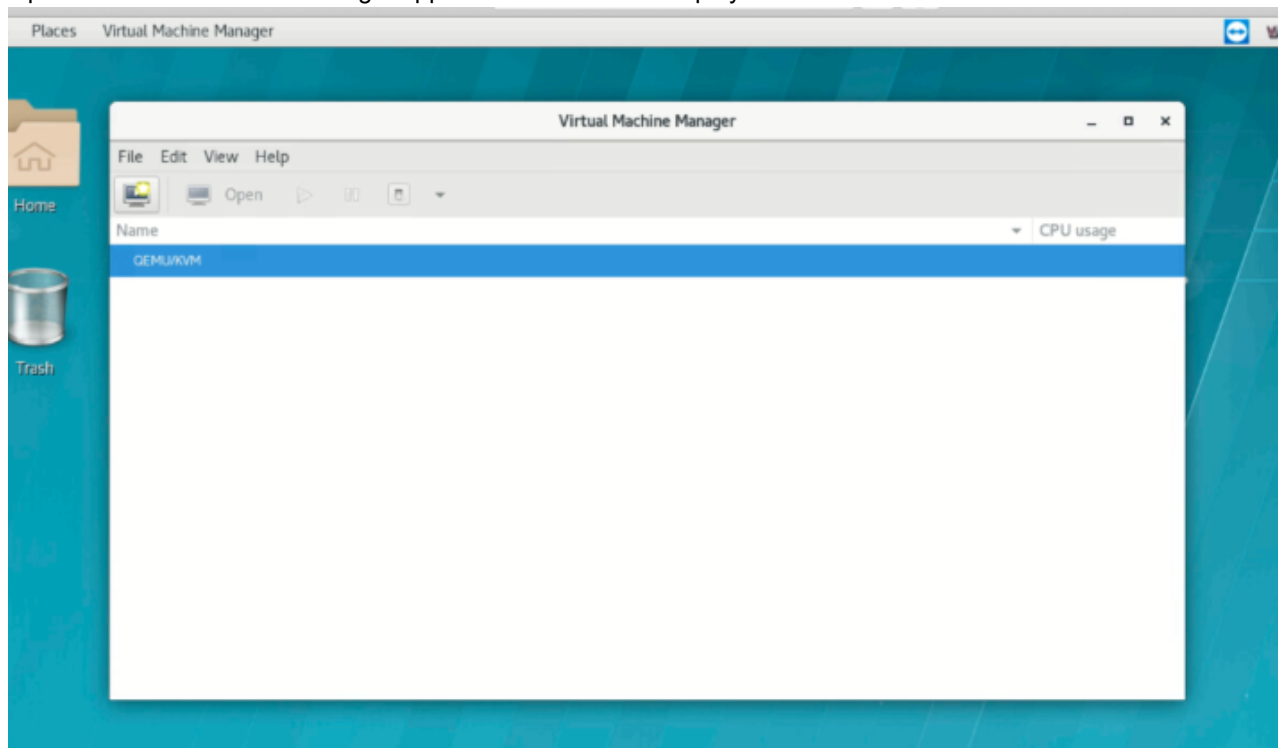 Places Virtual Machine Manager
Virtual Machine Manager
File Edit View Help
Open
Name CPU usage
QEMU/KVM
Home
Trash